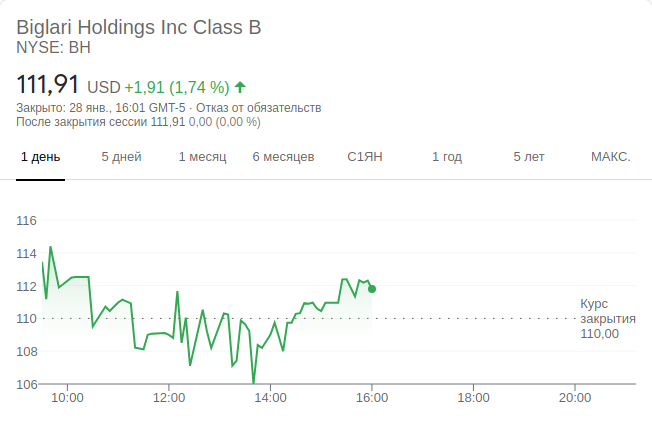 Biglari Holdings Inc Class B
NYSE: BH
111,91 USD +1,91 (1,74 %)
Закрыто: 28 янв., 16:01 GMT-5 · Отказ от обязательств
После закрытия сессии 111,91 0,00 (0,00 %)
1 день 5 дней 1 месяц 6 месяцев С1ЯН 1 год 5 лет МАКС.
116
114
112
Курс
110 закрытия
110,00
108
106
10:00 12:00 14:00 16:00 18:00 20:00